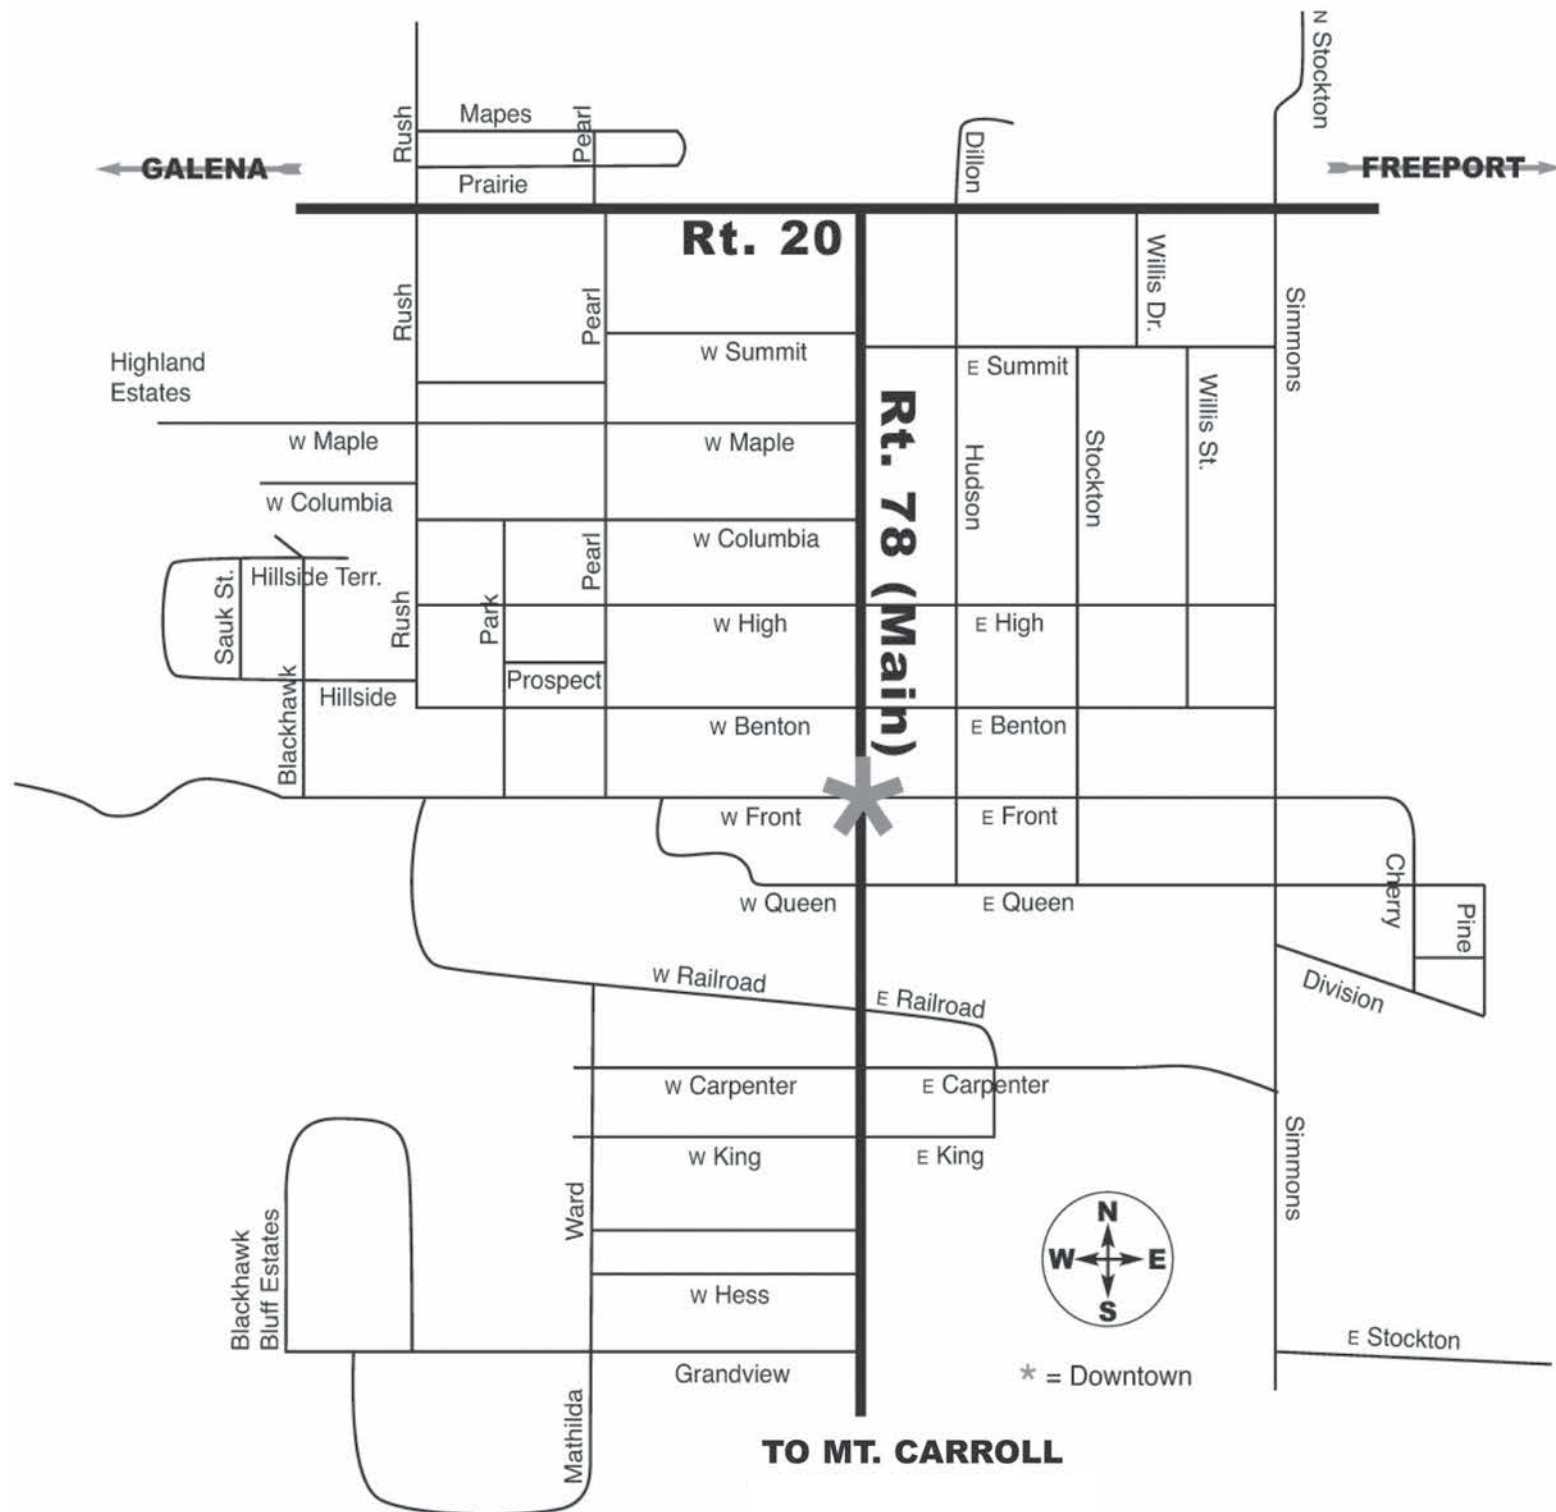 N Stockton
Mapes
Rush
Pearl
Dillon
GALENA
FREEPORT
Prairie
Rt. 20
Willis Dr.
Rush
Pearl
Simmons
Highland
Estates
W Summit
E Summit
Rt. 78 (Main)
Willis St.
W Maple
W Maple
Hudson
Stockton
W Columbia
W Columbia
Sauk St.
Hillside Terr.
Rush
Park
Pearl
W High
E High
Prospect
Hillside
Blackhawk
W Benton
E Benton
W Front
E Front
Cherry
W Queen
E Queen
Pine
W Railroad
E Railroad
Division
W Carpenter
E Carpenter
W King
E King
Simmons
Ward
Blackhawk
Bluff Estates
N
W
E
S
W Hess
E Stockton
Grandview
* = Downtown
Mathilda
TO MT. CARROLL